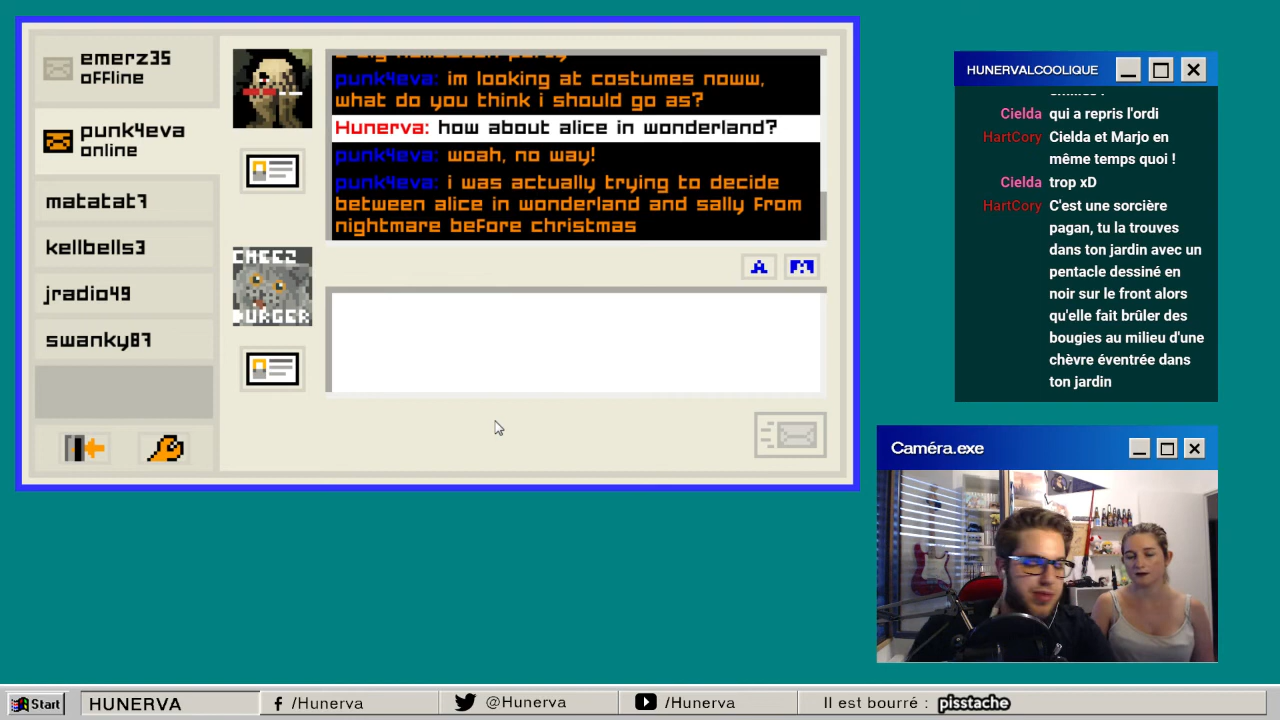 emerz35
offline
punk4eva
online
matatat7
kellbells3
jradio49
swanky87
punk4eva: im looking at costumes noww,
what do you think i should go as?
Hunerva: how about alice in wonderland?
punk4eva: woah, no way!
punk4eva: i was actually trying to decide
between alice in wonderland and sally from
nightmare before christmas
CHEEZ
BURGER
A
HUNERVALCOOLIQUE
Cielda qui a repris l'ordi
HartCory Cielda et Marjo en
même temps quoi !
Cielda trop xD
HartCory C'est une sorcière
pagan, tu la trouves
dans ton jardin avec un
pentacle dessiné en
noir sur le front alors
qu'elle fait brûler des
bougies au milieu d'une
chèvre éventrée dans
ton jardin
Caméra.exe
Start
HUNERVA
/Hunerva
@Hunerva
/Hunerva
Il est bourré : pisstache